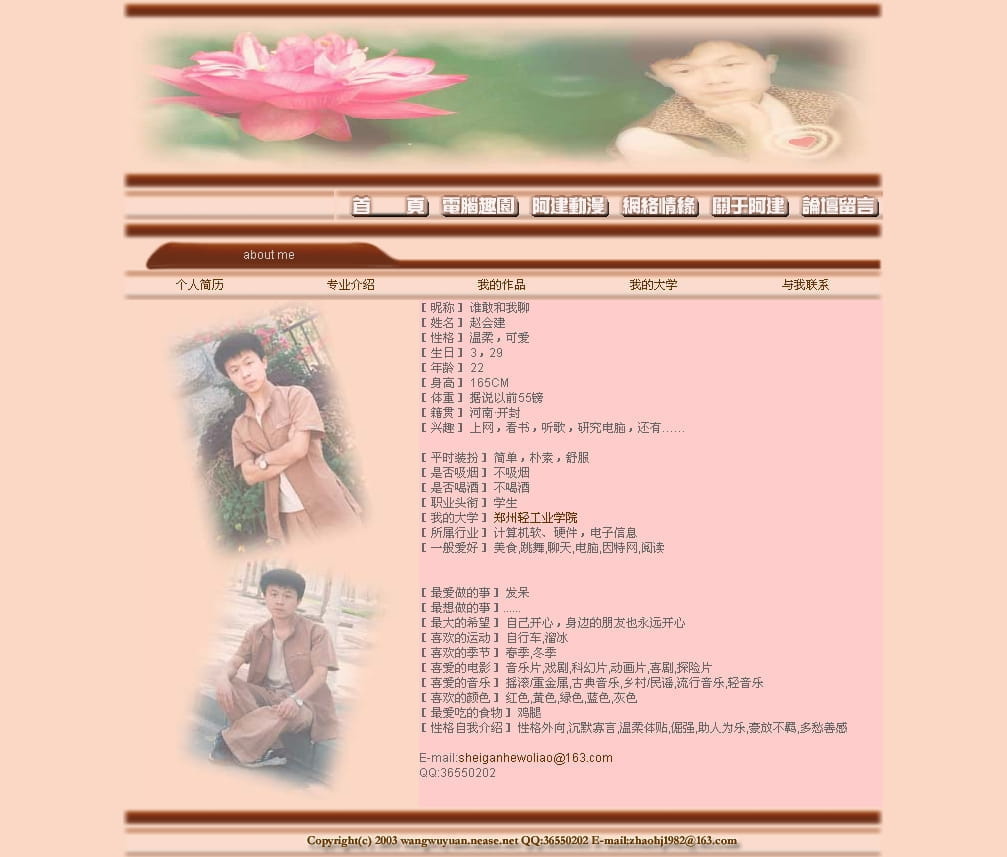 首　頁 電腦趣園 阿建動漫 網絡情緣 關于阿建 論壇留言
about me
个人简历 专业介绍 我的作品 我的大学 与我联系
【 昵称 】 谁敢和我聊
【 姓名 】 赵会建
【 性格 】 温柔，可爱
【 生日 】 3，29
【 年龄 】 22
【 身高 】 165CM
【 体重 】 据说以前55镑
【 籍贯 】 河南·开封
【 兴趣 】 上网，看书，听歌，研究电脑，还有……
【 平时装扮 】 简单，朴素，舒服
【 是否吸烟 】 不吸烟
【 是否喝酒 】 不喝酒
【 职业头衔 】 学生
【 我的大学 】 郑州轻工业学院
【 所属行业 】 计算机软、硬件，电子信息
【 一般爱好 】 美食,跳舞,聊天,电脑,因特网,阅读
【 最爱做的事 】 发呆
【 最想做的事 】......
【 最大的希望 】 自己开心，身边的朋友也永远开心
【 喜欢的运动 】 自行车,溜冰
【 喜欢的季节 】 春季,冬季
【 喜爱的电影 】 音乐片,戏剧,科幻片,动画片,喜剧,探险片
【 喜爱的音乐 】 摇滚/重金属,古典音乐,乡村/民谣,流行音乐,轻音乐
【 喜欢的颜色 】 红色,黄色,绿色,蓝色,灰色
【 最爱吃的食物 】 鸡腿
【 性格自我介绍 】 性格外向,沉默寡言,温柔体贴,倔强,助人为乐,豪放不羁,多愁善感
E-mail:sheiganhewoliao@163.com
QQ:36550202
Copyright(c) 2003 wangwuyuan.nease.net QQ:36550202 E-mail:zhaohj1982@163.com